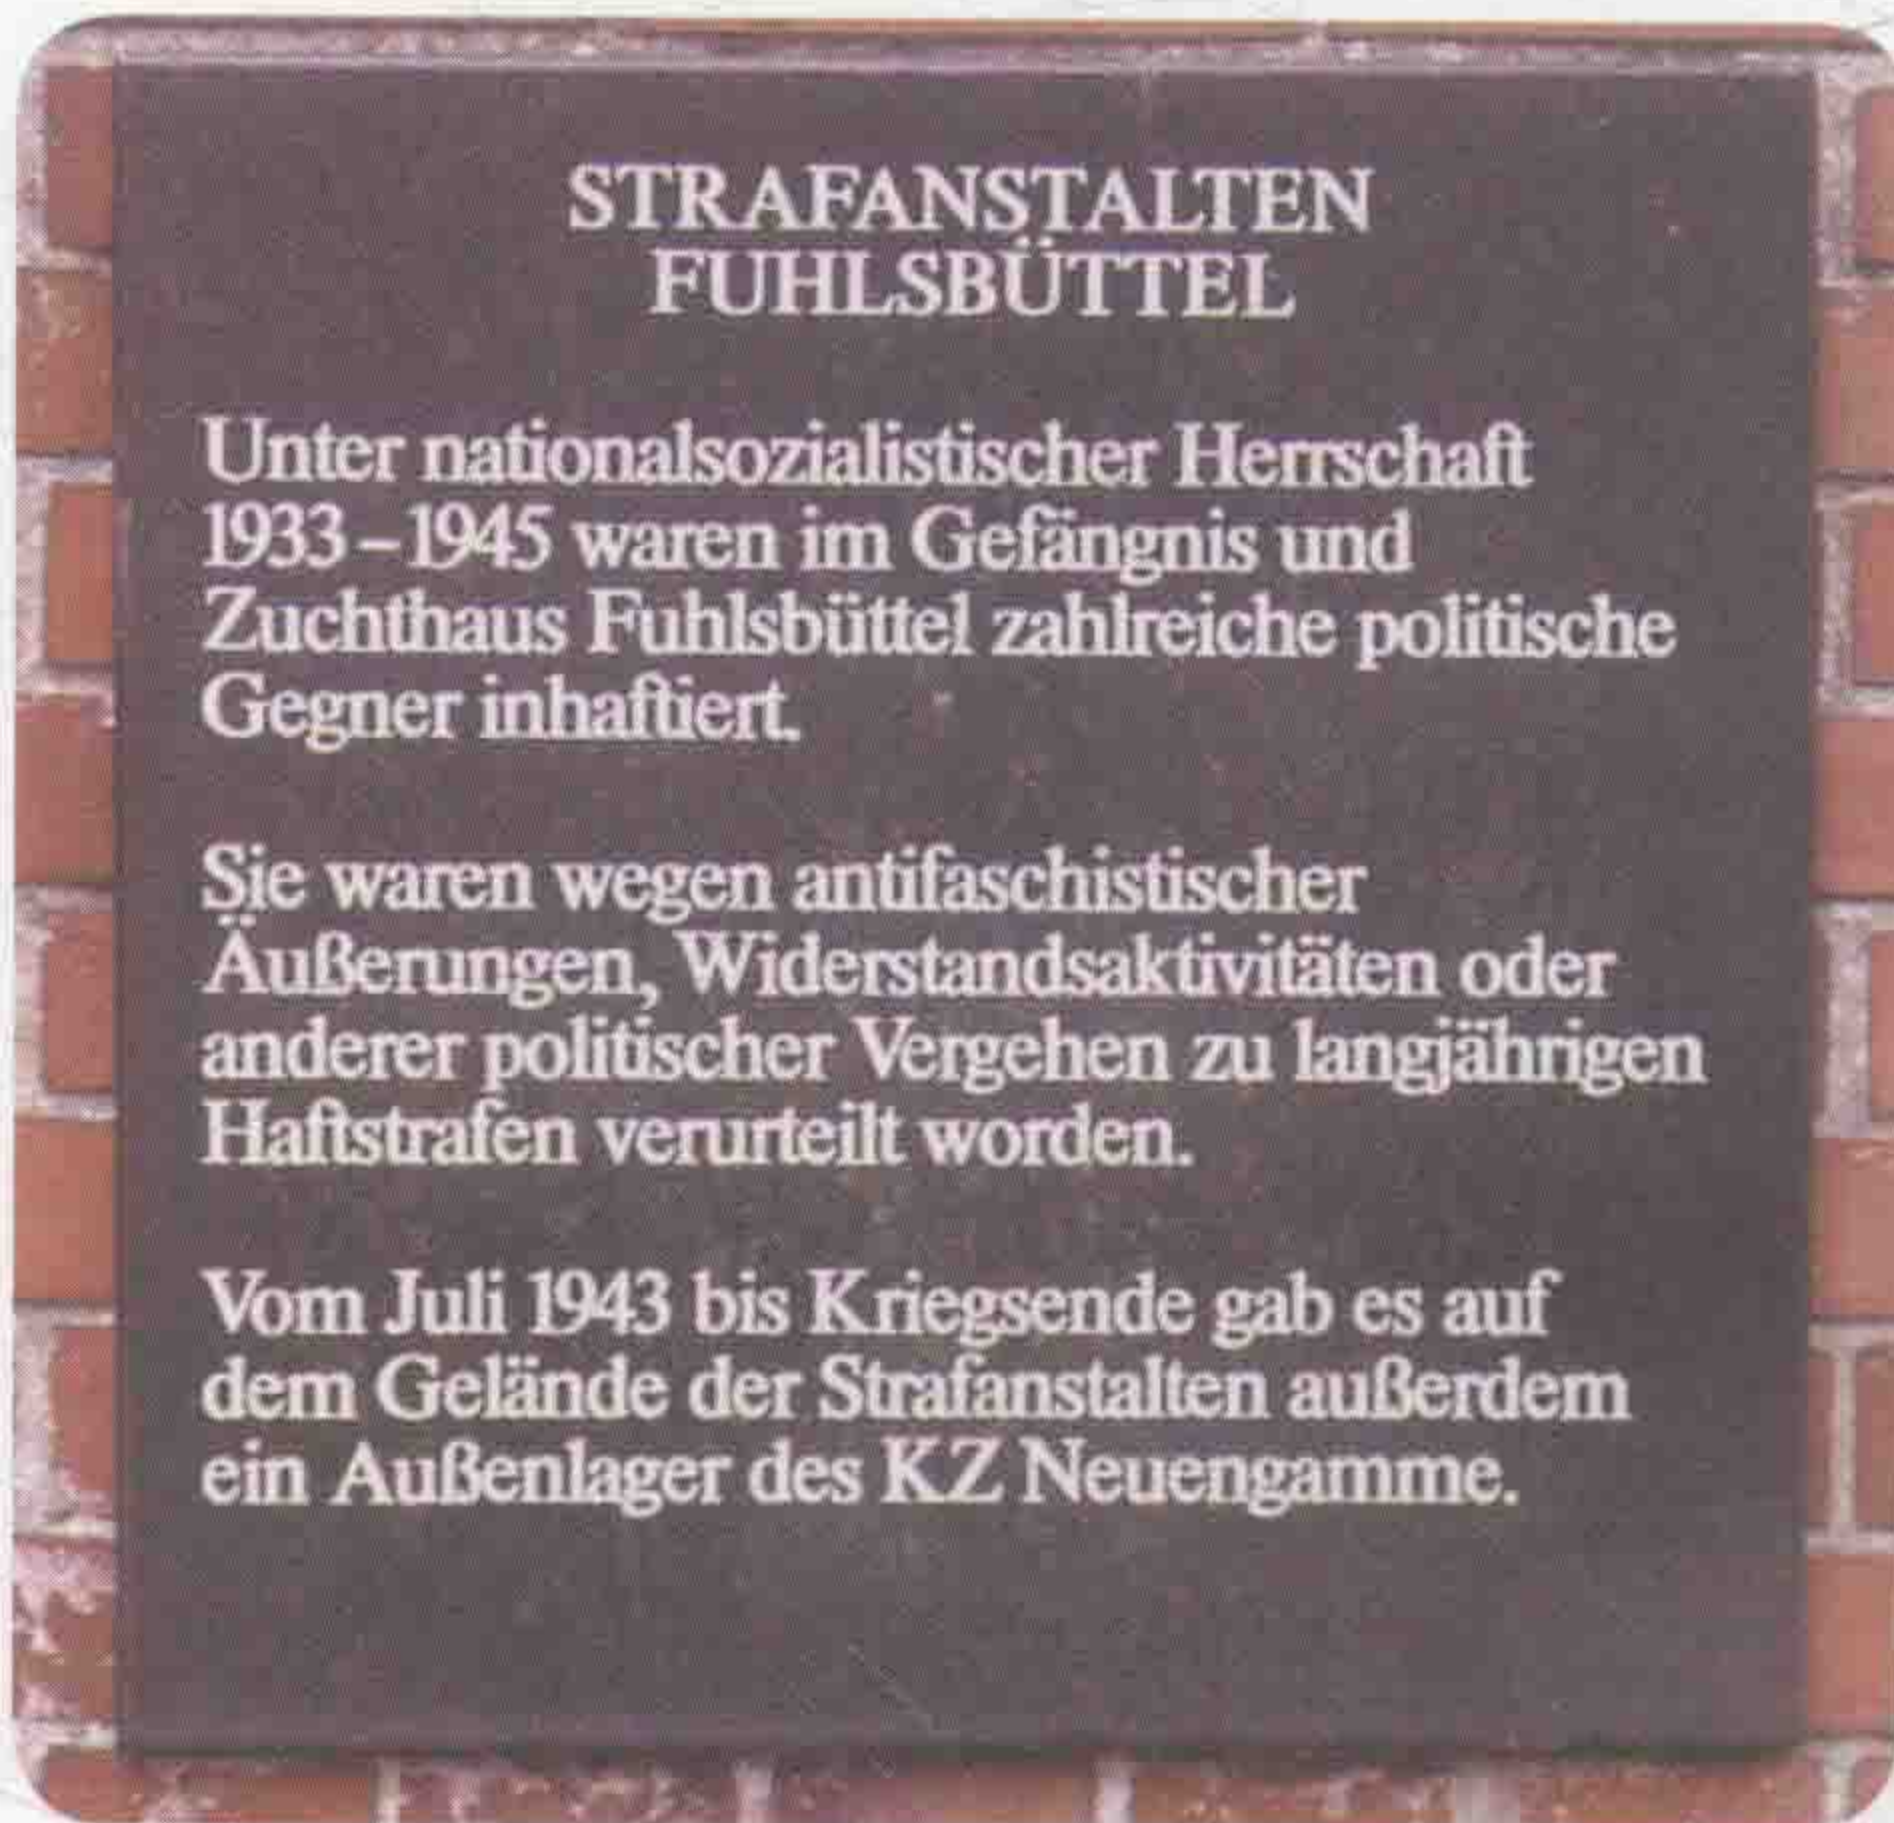 STRAFANSTALTEN
FUHLSBÜTTEL
Unter nationalsozialistischer Herrschaft
1933–1945 waren im Gefängnis und
Zuchthaus Fuhlsbüttel zahlreiche politische
Gegner inhaftiert.
Sie waren wegen antifaschistischer
Äußerungen, Widerstandsaktivitäten oder
anderer politischer Vergehen zu langjährigen
Haftstrafen verurteilt worden.
Vom Juli 1943 bis Kriegsende gab es auf
dem Gelände der Strafanstalten außerdem
ein Außenlager des KZ Neuengamme.